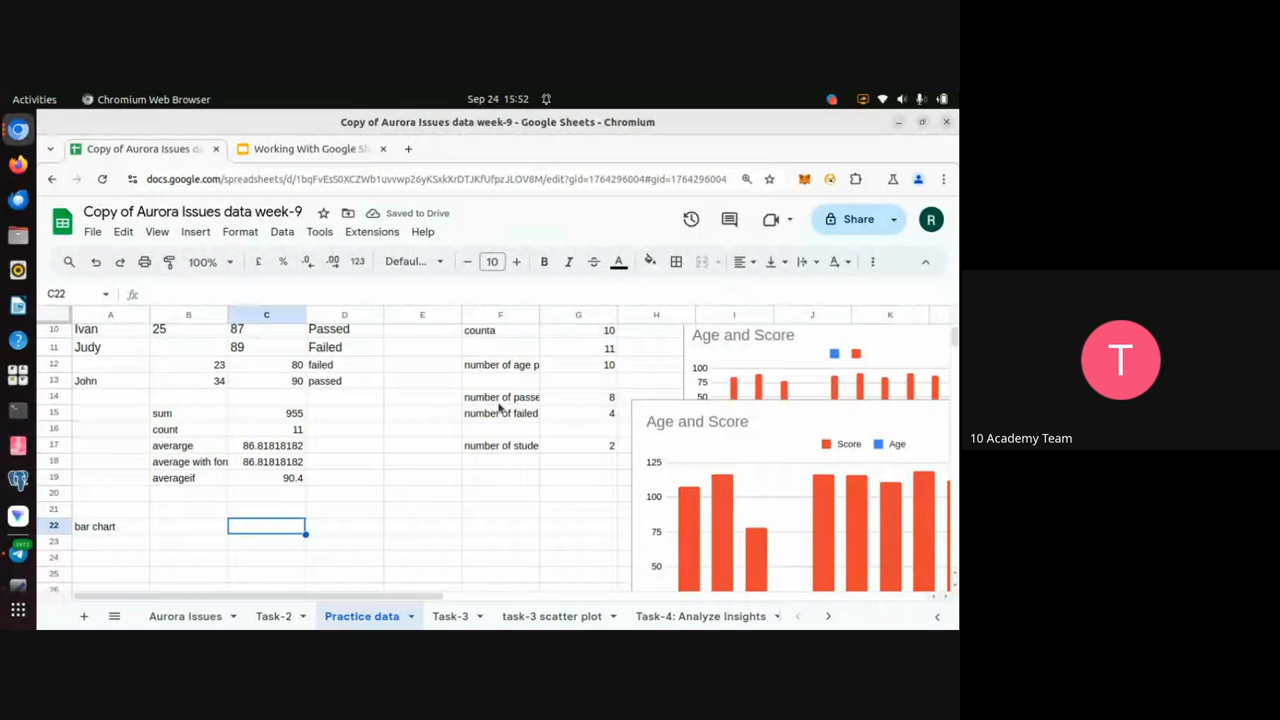 Activities Chromium Web Browser Sep 24 15:52
Copy of Aurora Issues data week-9 - Google Sheets - Chromium
Copy of Aurora Issues da Working With Google Sl
docs.google.com/spreadsheets/d/1bqFvEsS0XCZWb1uvvwp26yKSxkXrDTJKfUfpzJLOV8M/edit?gid=1764296004#gid=1764296004
Copy of Aurora Issues data week-9 Saved to Drive Share R
File Edit View Insert Format Data Tools Extensions Help
100% £ % .0 .00 123 Defaul... 10 B I A
C22 fx
A B C D E F G H I J K
10 Ivan 25 87 Passed counta 10
11 Judy 89 Failed 11
12 23 80 failed number of age p 10
13 John 34 90 passed
14 number of passe 8
15 sum 955 number of failed 4
16 count 11
17 averarge 86.81818182 number of stude 2
18 average with forı 86.81818182
19 averageif 90.4
20
21
22 bar chart
23
24
25
26
Age and Score
100
75
50
Age and Score
Score Age
125
100
75
50
Aurora Issues Task-2 Practice data Task-3 task-3 scatter plot Task-4: Analyze Insights
T
10 Academy Team